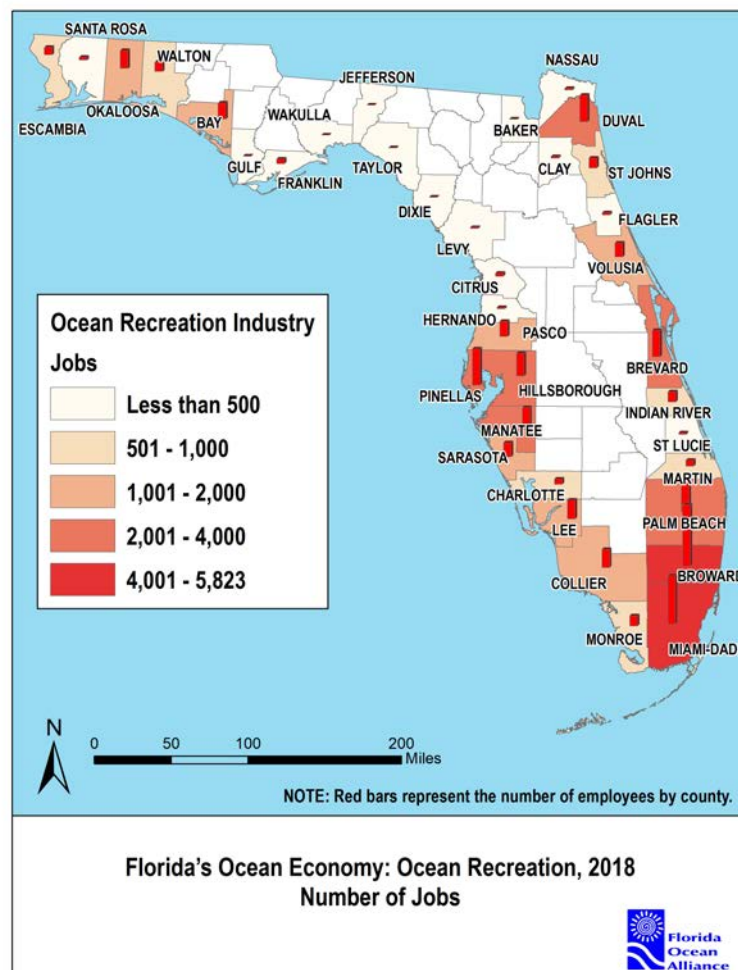 SANTA ROSA
WALTON
OKALOOSA
ESCAMBIA
BAY
JEFFERSON
WAKULLA
GULF
FRANKLIN
TAYLOR
DIXIE
LEVY
NASSAU
BAKER
DUVAL
CLAY
ST JOHNS
FLAGLER
VOLUSIA
CITRUS
HERNANDO
PASCO
PINELLAS
HILLSBOROUGH
BREVARD
INDIAN RIVER
MANATEE
ST LUCIE
SARASOTA
MARTIN
CHARLOTTE
PALM BEACH
LEE
COLLIER
BROWARD
MONROE
MIAMI-DAD
Ocean Recreation Industry
Jobs
Less than 500
501 - 1,000
1,001 - 2,000
2,001 - 4,000
4,001 - 5,823
N
0 50 100 200
Miles
NOTE: Red bars represent the number of employees by county.
Florida's Ocean Economy: Ocean Recreation, 2018
Number of Jobs
Florida
Ocean
Alliance